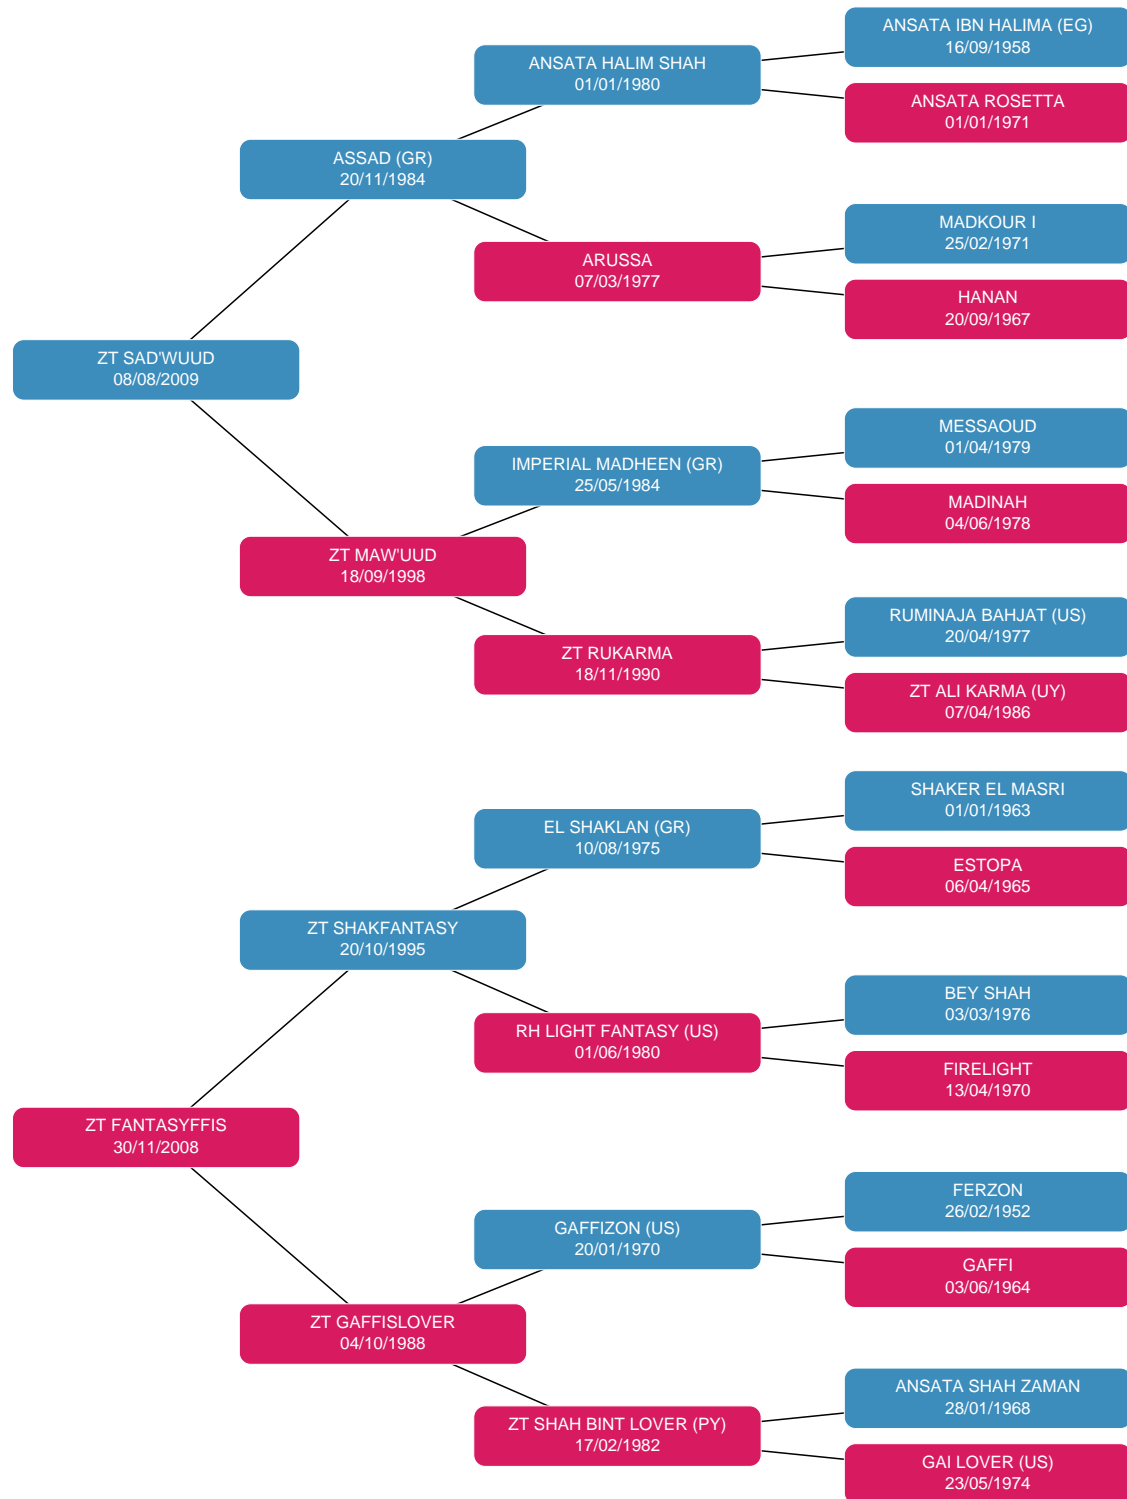 ANSATA IBN HALIMA (EG)
16/09/1958
ANSATA HALIM SHAH
01/01/1980
ANSATA ROSETTA
01/01/1971
ASSAD (GR)
20/11/1984
MADKOUR I
25/02/1971
ARUSSA
07/03/1977
HANAN
20/09/1967
ZT SAD'WUUD
08/08/2009
MESSAOUD
01/04/1979
IMPERIAL MADHEEN (GR)
25/05/1984
MADINAH
04/06/1978
ZT MAW'UUD
18/09/1998
RUMINAJA BAHJAT (US)
20/04/1977
ZT RUKARMA
18/11/1990
ZT ALI KARMA (UY)
07/04/1986
SHAKER EL MASRI
01/01/1963
EL SHAKLAN (GR)
10/08/1975
ESTOPA
06/04/1965
ZT SHAKFANTASY
20/10/1995
BEY SHAH
03/03/1976
RH LIGHT FANTASY (US)
01/06/1980
FIRELIGHT
13/04/1970
ZT FANTASYFFIS
30/11/2008
FERZON
26/02/1952
GAFFIZON (US)
20/01/1970
GAFFI
03/06/1964
ZT GAFFISLOVER
04/10/1988
ANSATA SHAH ZAMAN
28/01/1968
ZT SHAH BINT LOVER (PY)
17/02/1982
GAI LOVER (US)
23/05/1974